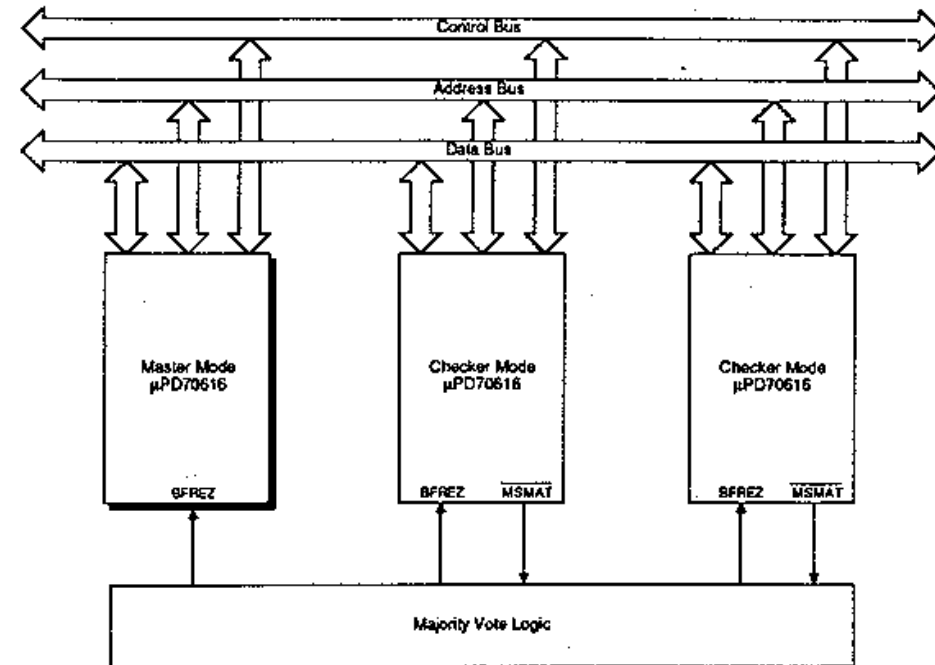 Control Bus
Address Bus
Data Bus
Master Mode
μPD70616
Checker Mode
μPD70616
Checker Mode
μPD70616
BFREZ
BFREZ
MSMAT
BFREZ
MSMAT
Majority Vote Logic